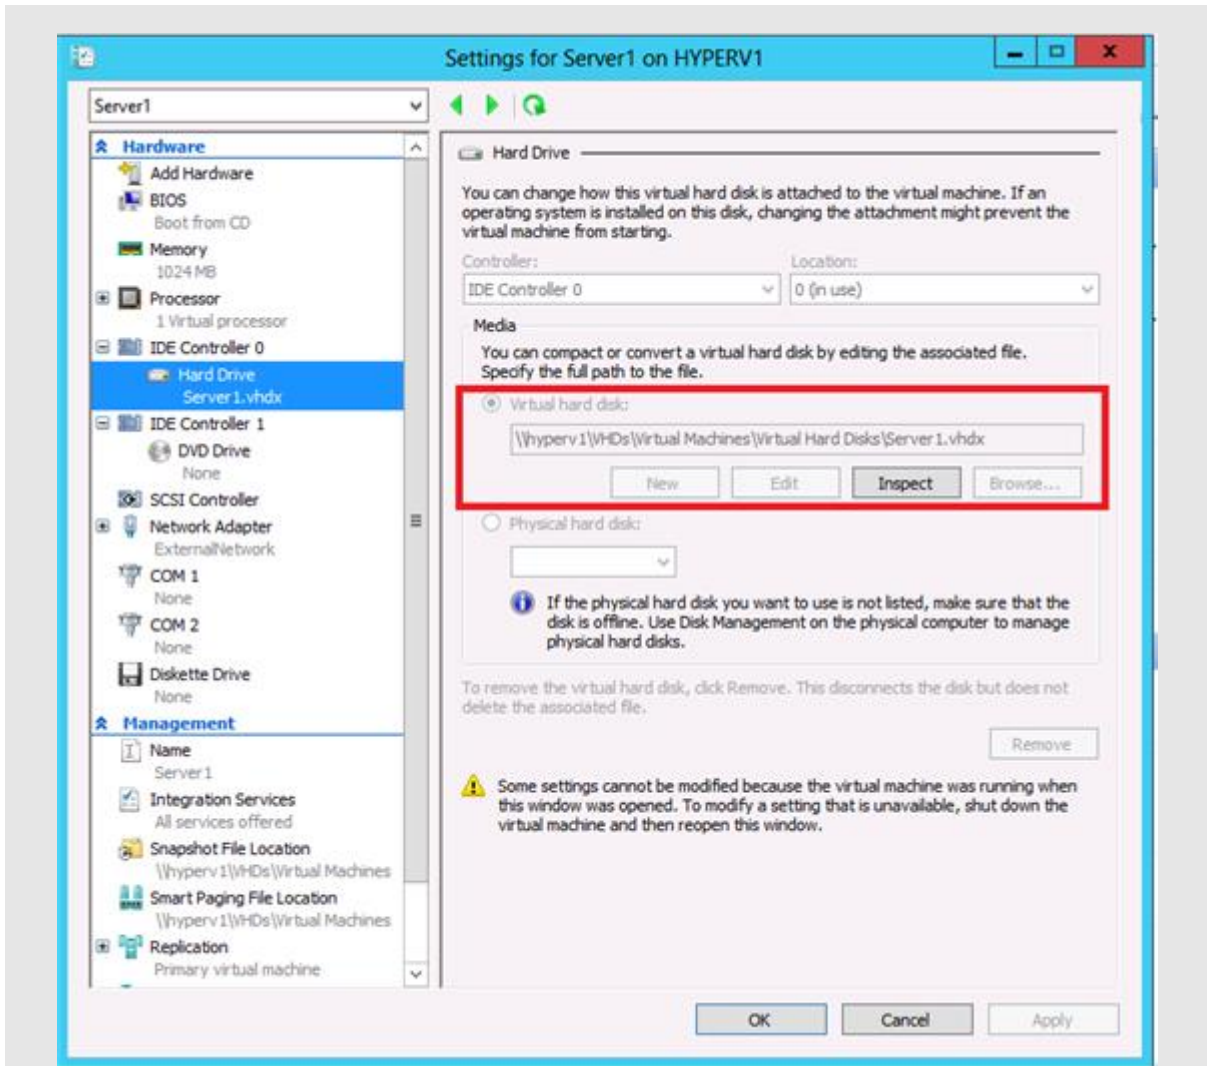 Settings for Server1 on HYPERV1
Server1
Hardware
Add Hardware
BIOS
Boot from CD
Memory
1024 MB
Processor
1 Virtual processor
IDE Controller 0
Hard Drive
Server1.vhdx
IDE Controller 1
DVD Drive
None
SCSI Controller
Network Adapter
ExternalNetwork
COM 1
None
COM 2
None
Diskette Drive
None
Management
Name
Server1
Integration Services
All services offered
Snapshot File Location
\\hyperv1\VHDs\Virtual Machines
Smart Paging File Location
\\hyperv1\VHDs\Virtual Machines
Replication
Primary virtual machine
Hard Drive
You can change how this virtual hard disk is attached to the virtual machine. If an
operating system is installed on this disk, changing the attachment might prevent the
virtual machine from starting.
Controller:
Location:
IDE Controller 0
0 (in use)
Media
You can compact or convert a virtual hard disk by editing the associated file.
Specify the full path to the file.
Virtual hard disk:
\\hyperv1\VHDs\Virtual Machines\Virtual Hard Disks\Server1.vhdx
New
Edit
Inspect
Browse...
Physical hard disk:
If the physical hard disk you want to use is not listed, make sure that the
disk is offline. Use Disk Management on the physical computer to manage
physical hard disks.
To remove the virtual hard disk, click Remove. This disconnects the disk but does not
delete the associated file.
Remove
Some settings cannot be modified because the virtual machine was running when
this window was opened. To modify a setting that is unavailable, shut down the
virtual machine and then reopen this window.
OK
Cancel
Apply